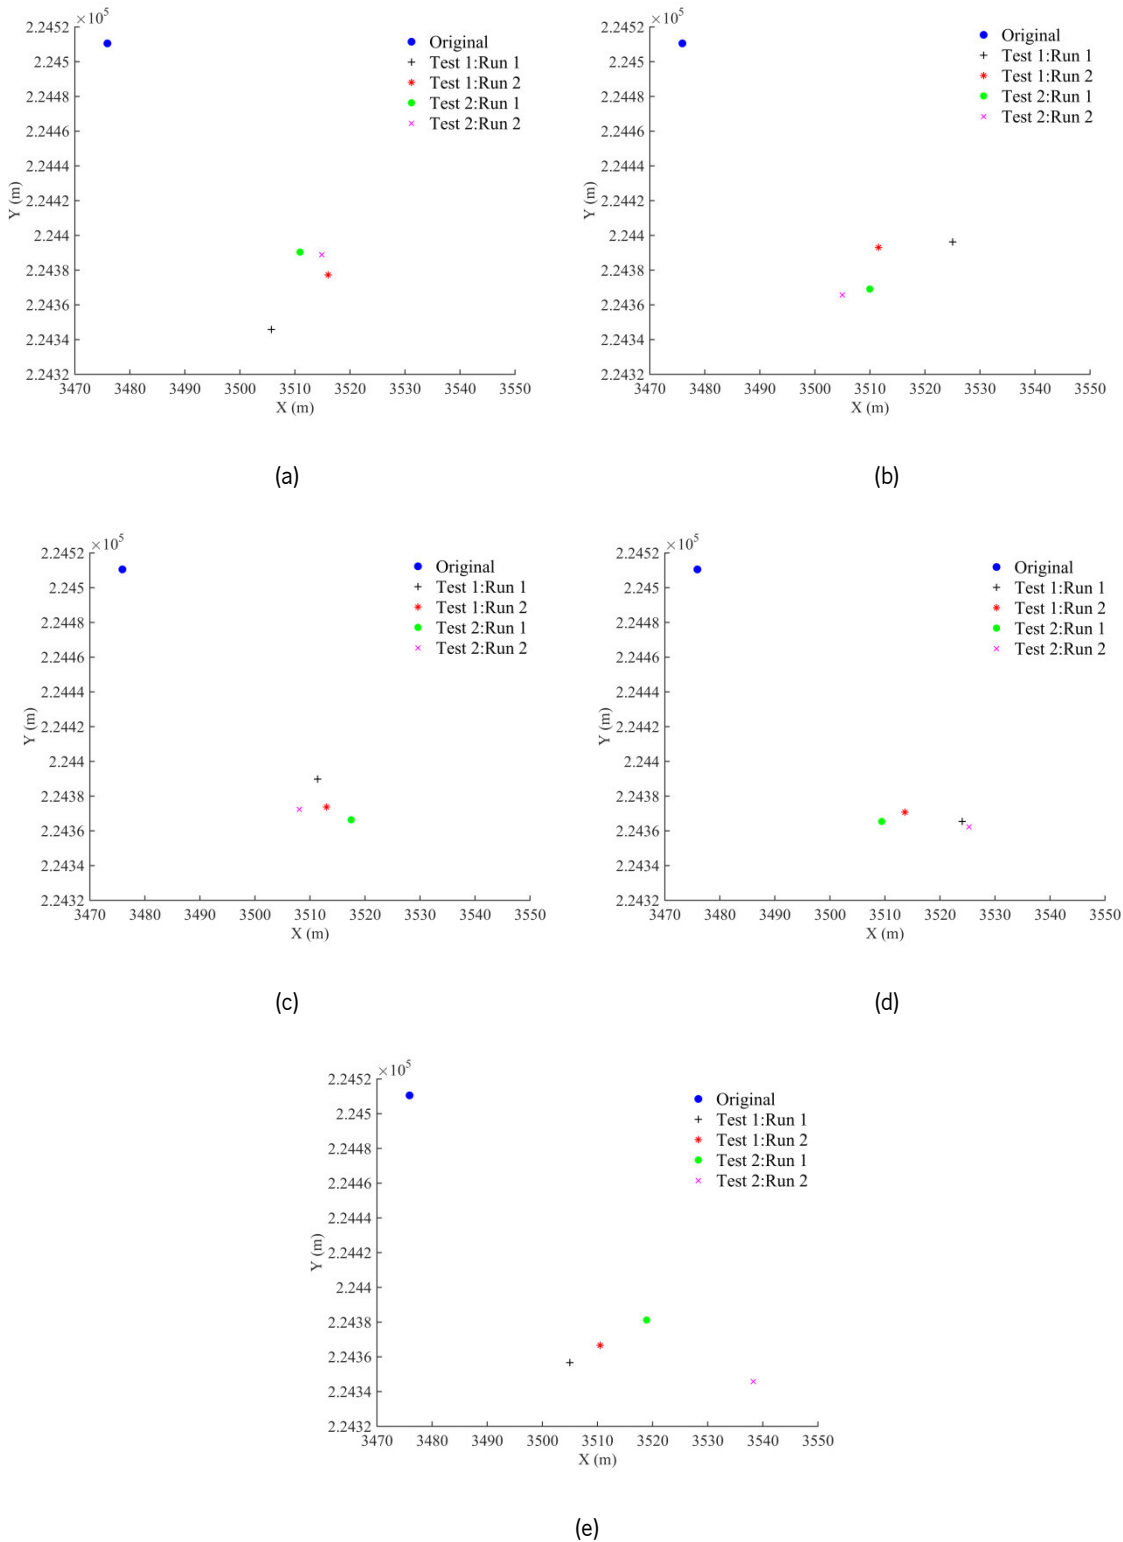 ×10^5
2.2452
2.245
2.2448
2.2446
2.2444
2.2442
2.244
2.2438
2.2436
2.2434
2.2432
Y (m)
3470 3480 3490 3500 3510 3520 3530 3540 3550
X (m)
Original
Test 1:Run 1
Test 1:Run 2
Test 2:Run 1
Test 2:Run 2
(a)
×10^5
2.2452
2.245
2.2448
2.2446
2.2444
2.2442
2.244
2.2438
2.2436
2.2434
2.2432
Y (m)
3470 3480 3490 3500 3510 3520 3530 3540 3550
X (m)
Original
Test 1:Run 1
Test 1:Run 2
Test 2:Run 1
Test 2:Run 2
(b)
×10^5
2.2452
2.245
2.2448
2.2446
2.2444
2.2442
2.244
2.2438
2.2436
2.2434
2.2432
Y (m)
3470 3480 3490 3500 3510 3520 3530 3540 3550
X (m)
Original
Test 1:Run 1
Test 1:Run 2
Test 2:Run 1
Test 2:Run 2
(c)
×10^5
2.2452
2.245
2.2448
2.2446
2.2444
2.2442
2.244
2.2438
2.2436
2.2434
2.2432
Y (m)
3470 3480 3490 3500 3510 3520 3530 3540 3550
X (m)
Original
Test 1:Run 1
Test 1:Run 2
Test 2:Run 1
Test 2:Run 2
(d)
×10^5
2.2452
2.245
2.2448
2.2446
2.2444
2.2442
2.244
2.2438
2.2436
2.2434
2.2432
Y (m)
3470 3480 3490 3500 3510 3520 3530 3540 3550
X (m)
Original
Test 1:Run 1
Test 1:Run 2
Test 2:Run 1
Test 2:Run 2
(e)